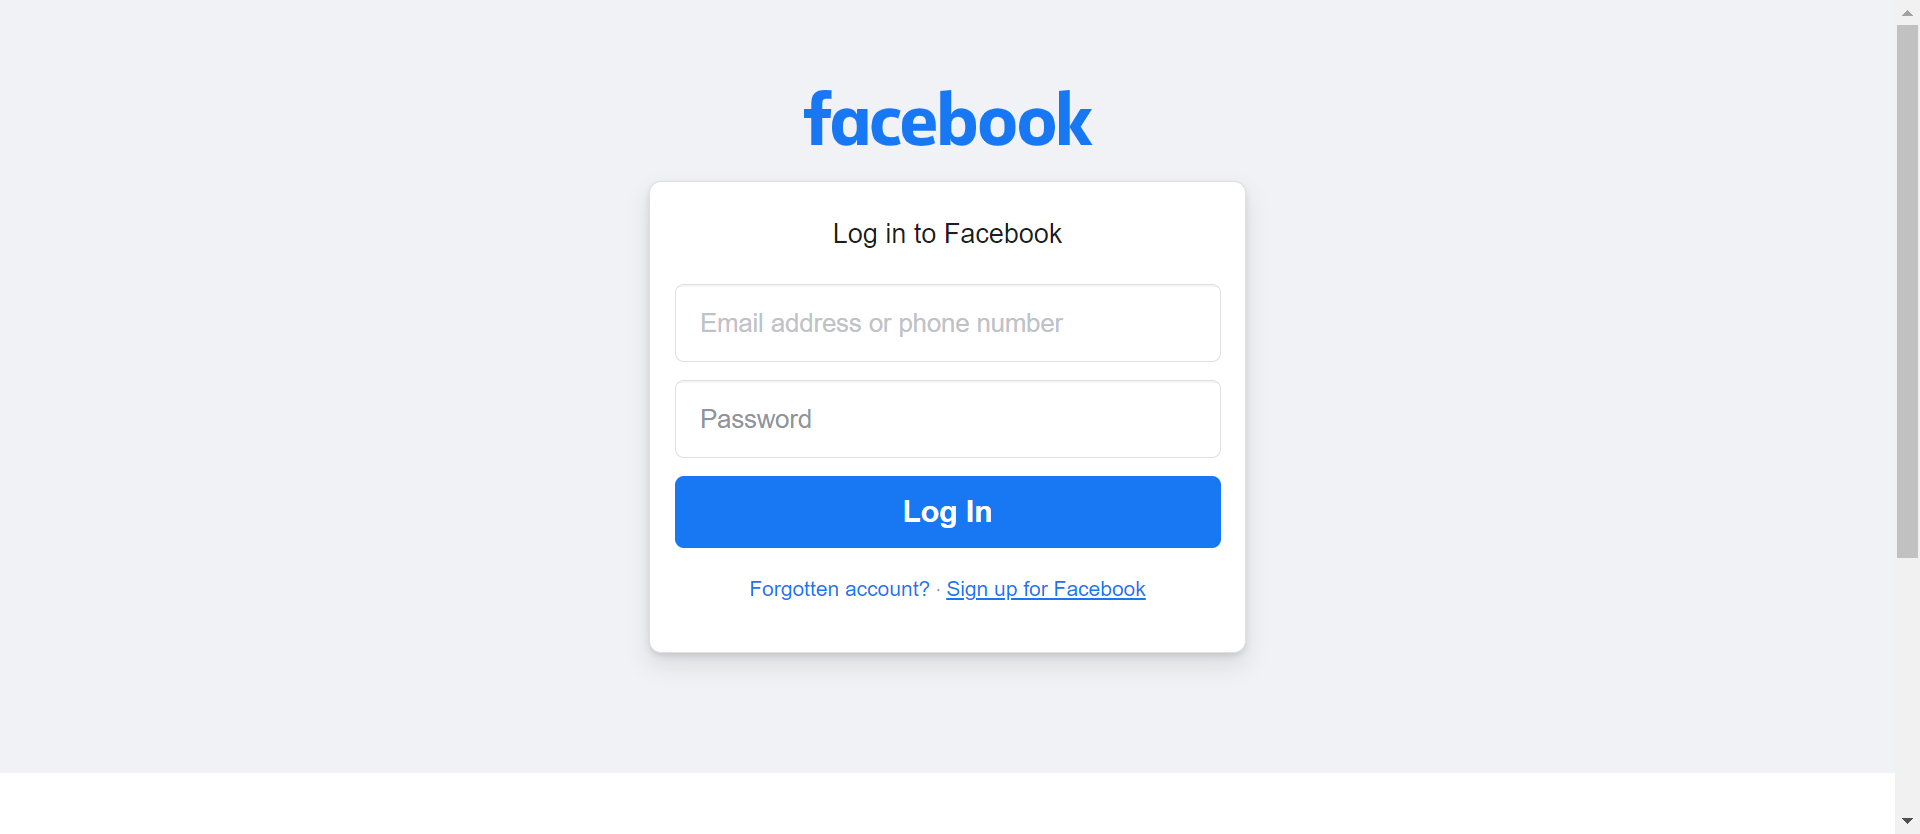 facebook
Log in to Facebook
Email address or phone number
Password
Log In
Forgotten account? · Sign up for Facebook